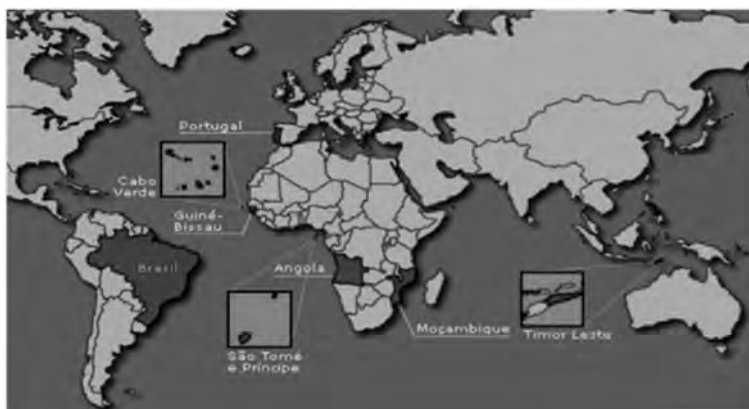 Portugal
Cabo
Verde
Guiné-
Bissau
Brasil
Angola
São Tomé
e Príncipe
Moçambique
Timor Leste